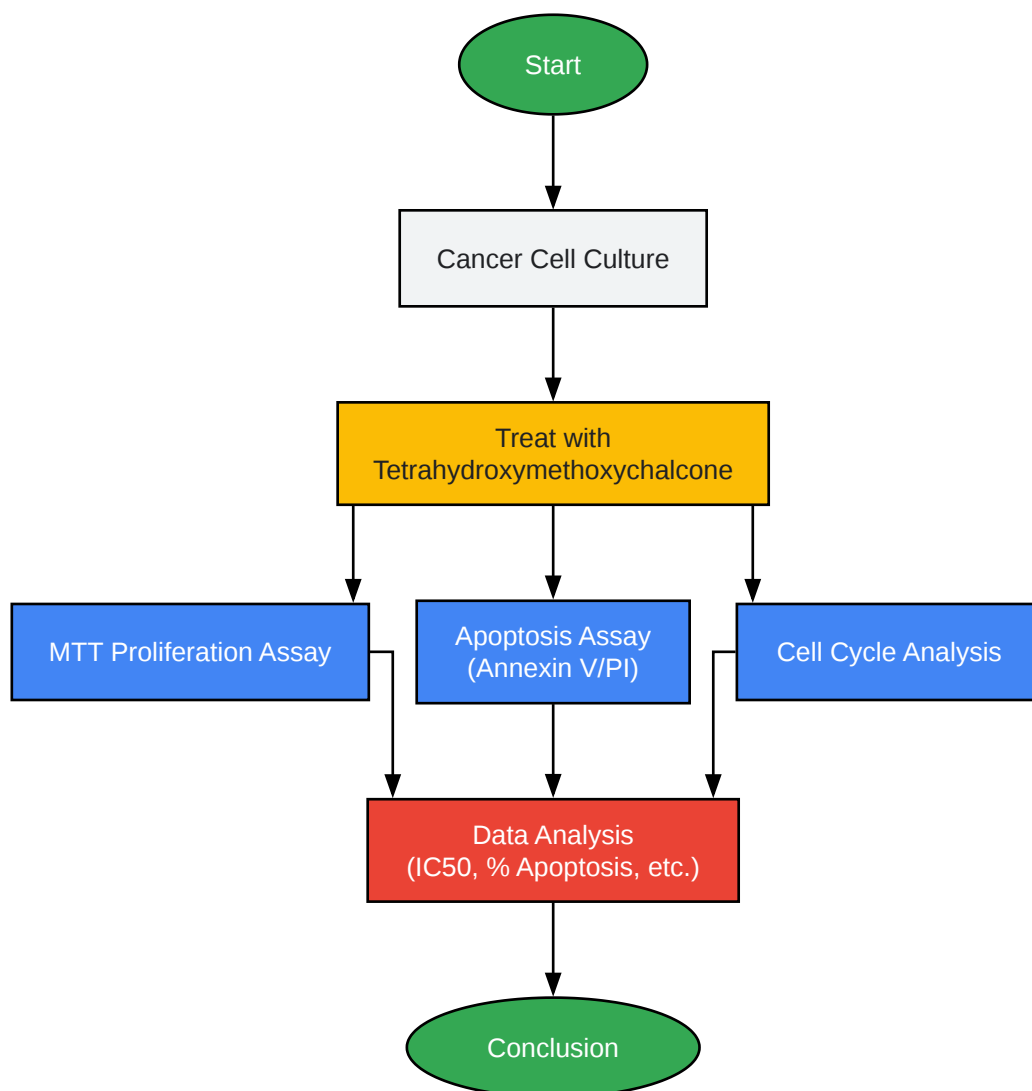 Start
Cancer Cell Culture
Treat with
Tetrahydroxymethoxychalcone
MTT Proliferation Assay
Apoptosis Assay
(Annexin V/PI)
Cell Cycle Analysis
Data Analysis
(IC50, % Apoptosis, etc.)
Conclusion